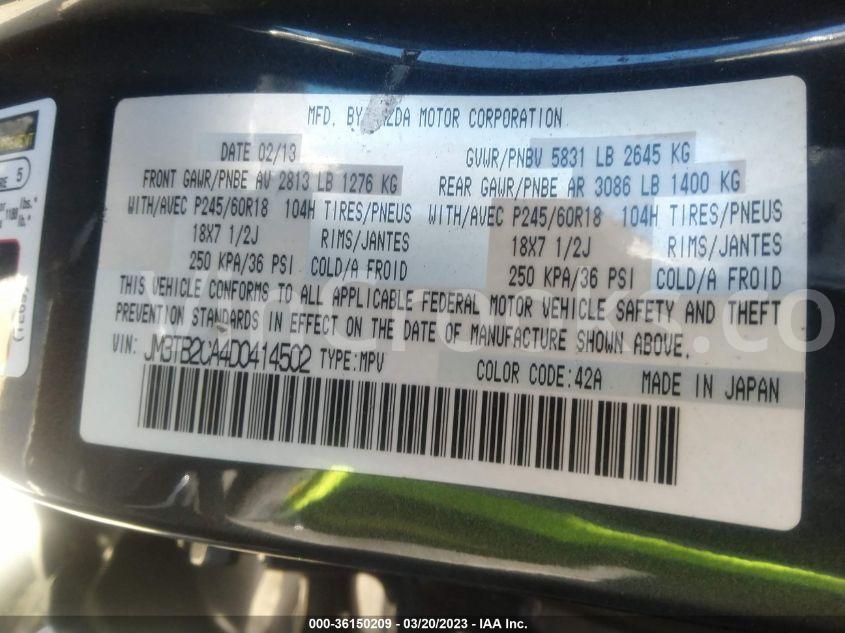 MFD. BY MAZDA MOTOR CORPORATION
DATE 02/13
GVWR/PNBV 5831 LB 2645 KG
FRONT GAWR/PNBE AV 2813 LB 1276 KG
REAR GAWR/PNBE AR 3086 LB 1400 KG
WITH/AVEC P245/60R18 104H TIRES/PNEUS
WITH/AVEC P245/60R18 104H TIRES/PNEUS
18X7 1/2J RIMS/JANTES
18X7 1/2J RIMS/JANTES
250 KPA/36 PSI COLD/A FROID
250 KPA/36 PSI COLD/A FROID
THIS VEHICLE CONFORMS TO ALL APPLICABLE FEDERAL MOTOR VEHICLE SAFETY AND THEFT
PREVENTION STANDARDS IN EFFECT ON THE DATE OF MANUFACTURE SHOWN ABOVE.
VIN: JM3TB2CA4D0414502 TYPE:MPV
COLOR CODE:42A MADE IN JAPAN
5
lbs.
lb.
000-36150209 - 03/20/2023 - IAA Inc.